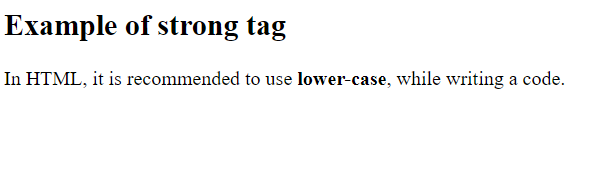 Example of strong tag
In HTML, it is recommended to use lower-case, while writing a code.